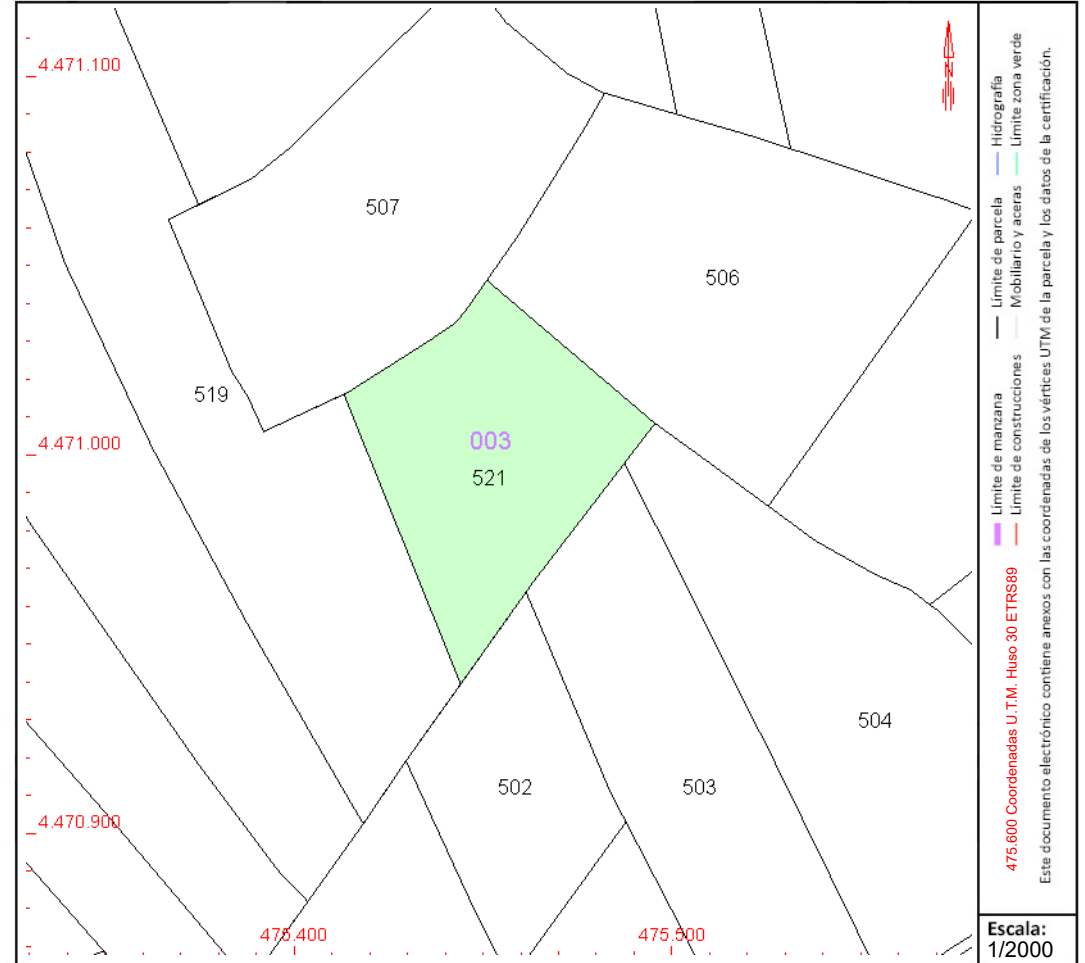 4.471.100
507
506
519
4.471.000
003
521
504
502
503
4.470.900
475.400
475.500
N
Límite de manzana
Límite de parcela
Hidrografía
Límite de construcciones
Mobiliario y aceras
Límite zona verde
475.600 Coordenadas U.T.M. Huso 30 ETRS89
Este documento electrónico contiene anexos con las coordenadas de los vértices UTM de la parcela y los datos de la certificación.
Escala:
1/2000